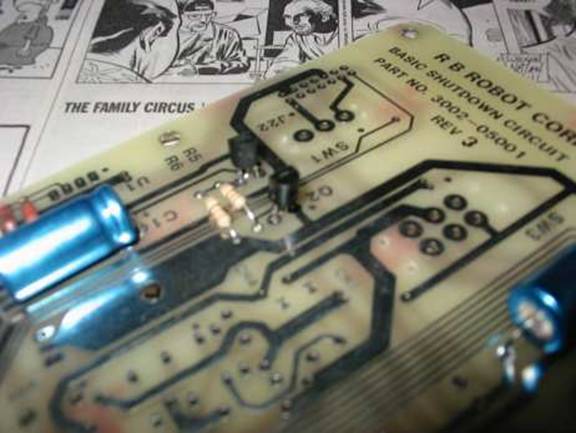 THE FAMILY CIRCUS
R B ROBOT COR
BASIC SHUTDOWN CIRCUIT
PART NO. 3002-05001
REV 3
J22
SW1
R5
R6
U1
C1
Q2
SW3